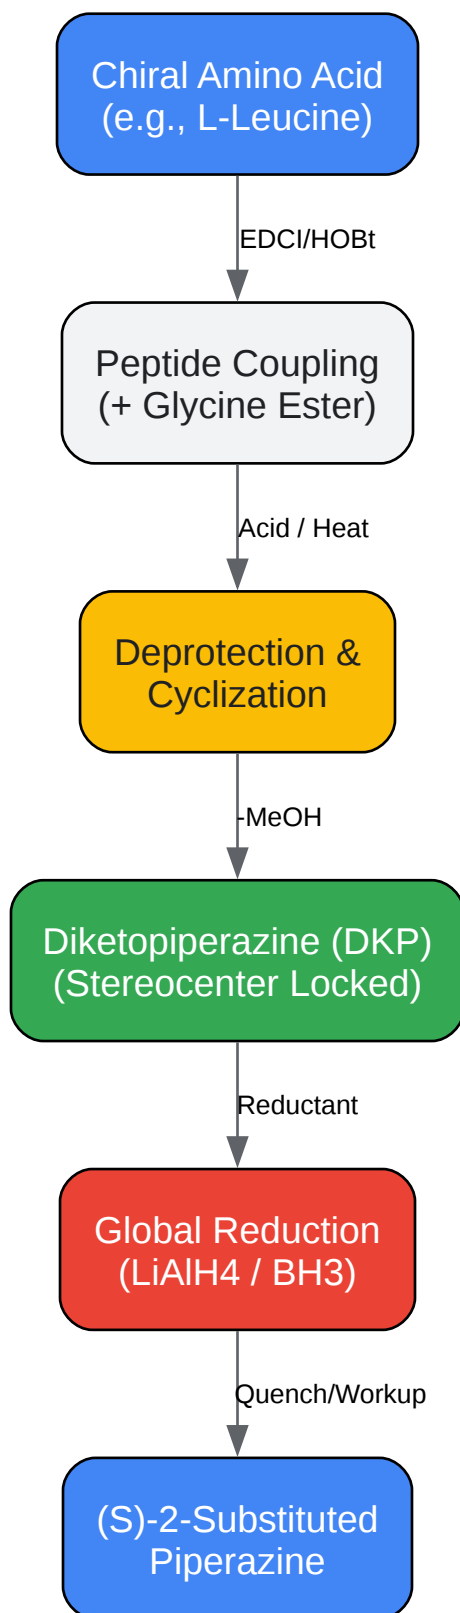 Chiral Amino Acid
(e.g., L-Leucine)
EDCI/HOBt
Peptide Coupling
(+ Glycine Ester)
Acid / Heat
Deprotection &
Cyclization
-MeOH
Diketopiperazine (DKP)
(Stereocenter Locked)
Reductant
Global Reduction
(LiAlH4 / BH3)
Quench/Workup
(S)-2-Substituted
Piperazine